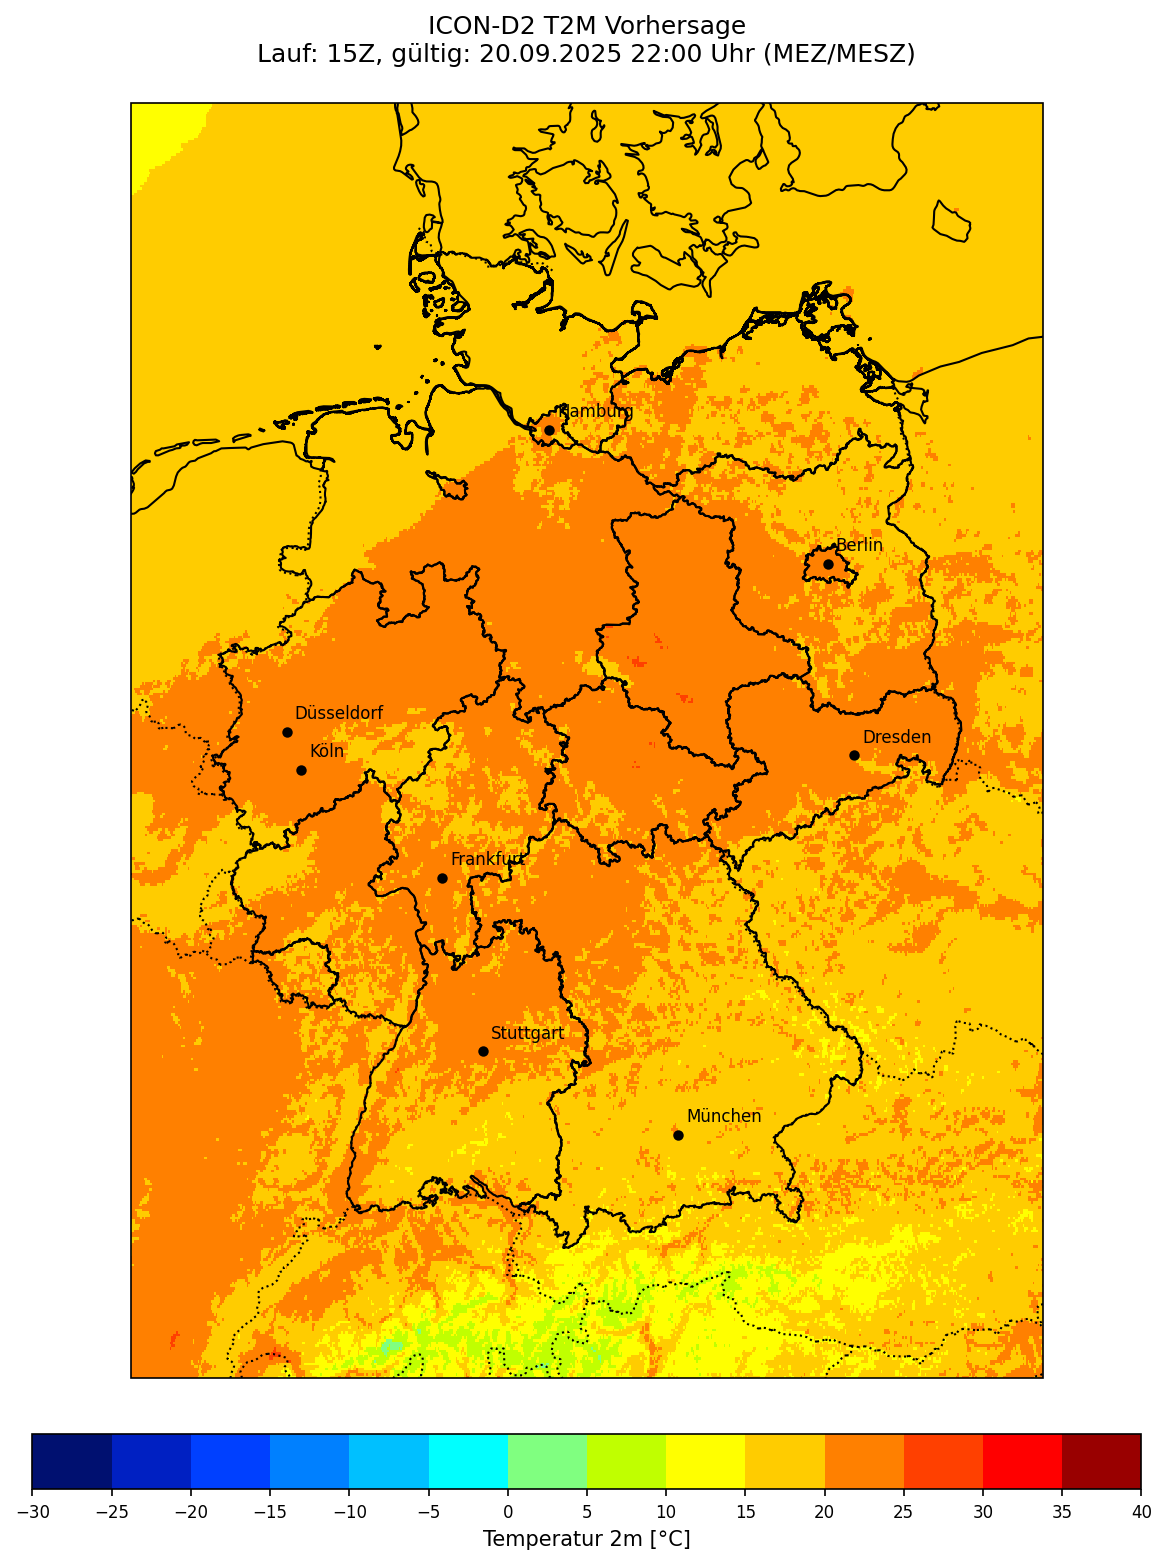 ICON-D2 T2M Vorhersage
Lauf: 15Z, gültig: 20.09.2025 22:00 Uhr (MEZ/MESZ)
Hamburg
Berlin
Düsseldorf
Köln
Dresden
Frankfurt
Stuttgart
München
−30 −25 −20 −15 −10 −5 0 5 10 15 20 25 30 35 40
Temperatur 2m [°C]